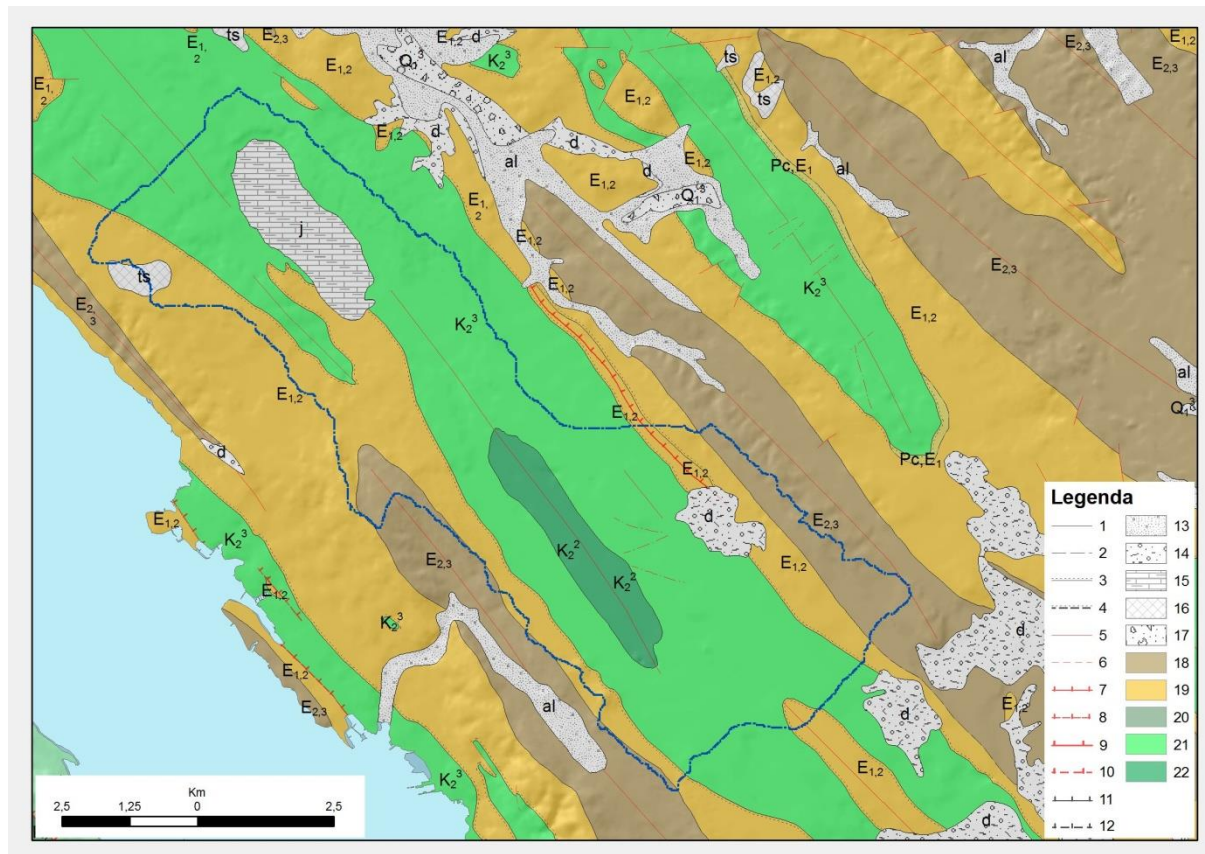 E₁,
2
ts
E₂,₃
E₁,₂
d
Q₁³
K₂³
E₁,₂
E₁,
2
E₁,₂
ts
E₁,₂
ts
al
E₂,₃
E₁,₂
E₂,₃
E₁,₂
d
E₁,₂
d
al
d
E₁,₂
E₁,₂
Pc,E₁
al
j
E₁,
2
Q₁³
E₁,₂
E₂,₃
ts
E₁,₂
K₂³
E₁,₂
E₂,
3
K₂³
al
Q₁³
E₁,₂
E₁,₂
d
E₁,₂
Pc,E₁
E₁,₂
K₂³
d
E₂,₃
E₂,₃
K₂²
K₂²
E₁,₂
E₁,₂
K₂³
d
E₁,₂
E₂,₃
al
d
E₁,₂
E₁,₂
K₂³
d
Legenda
1
2
3
4
5
6
7
8
9
10
11
12
13
14
15
16
17
18
19
20
21
22
Km
2,5 1,25 0 2,5